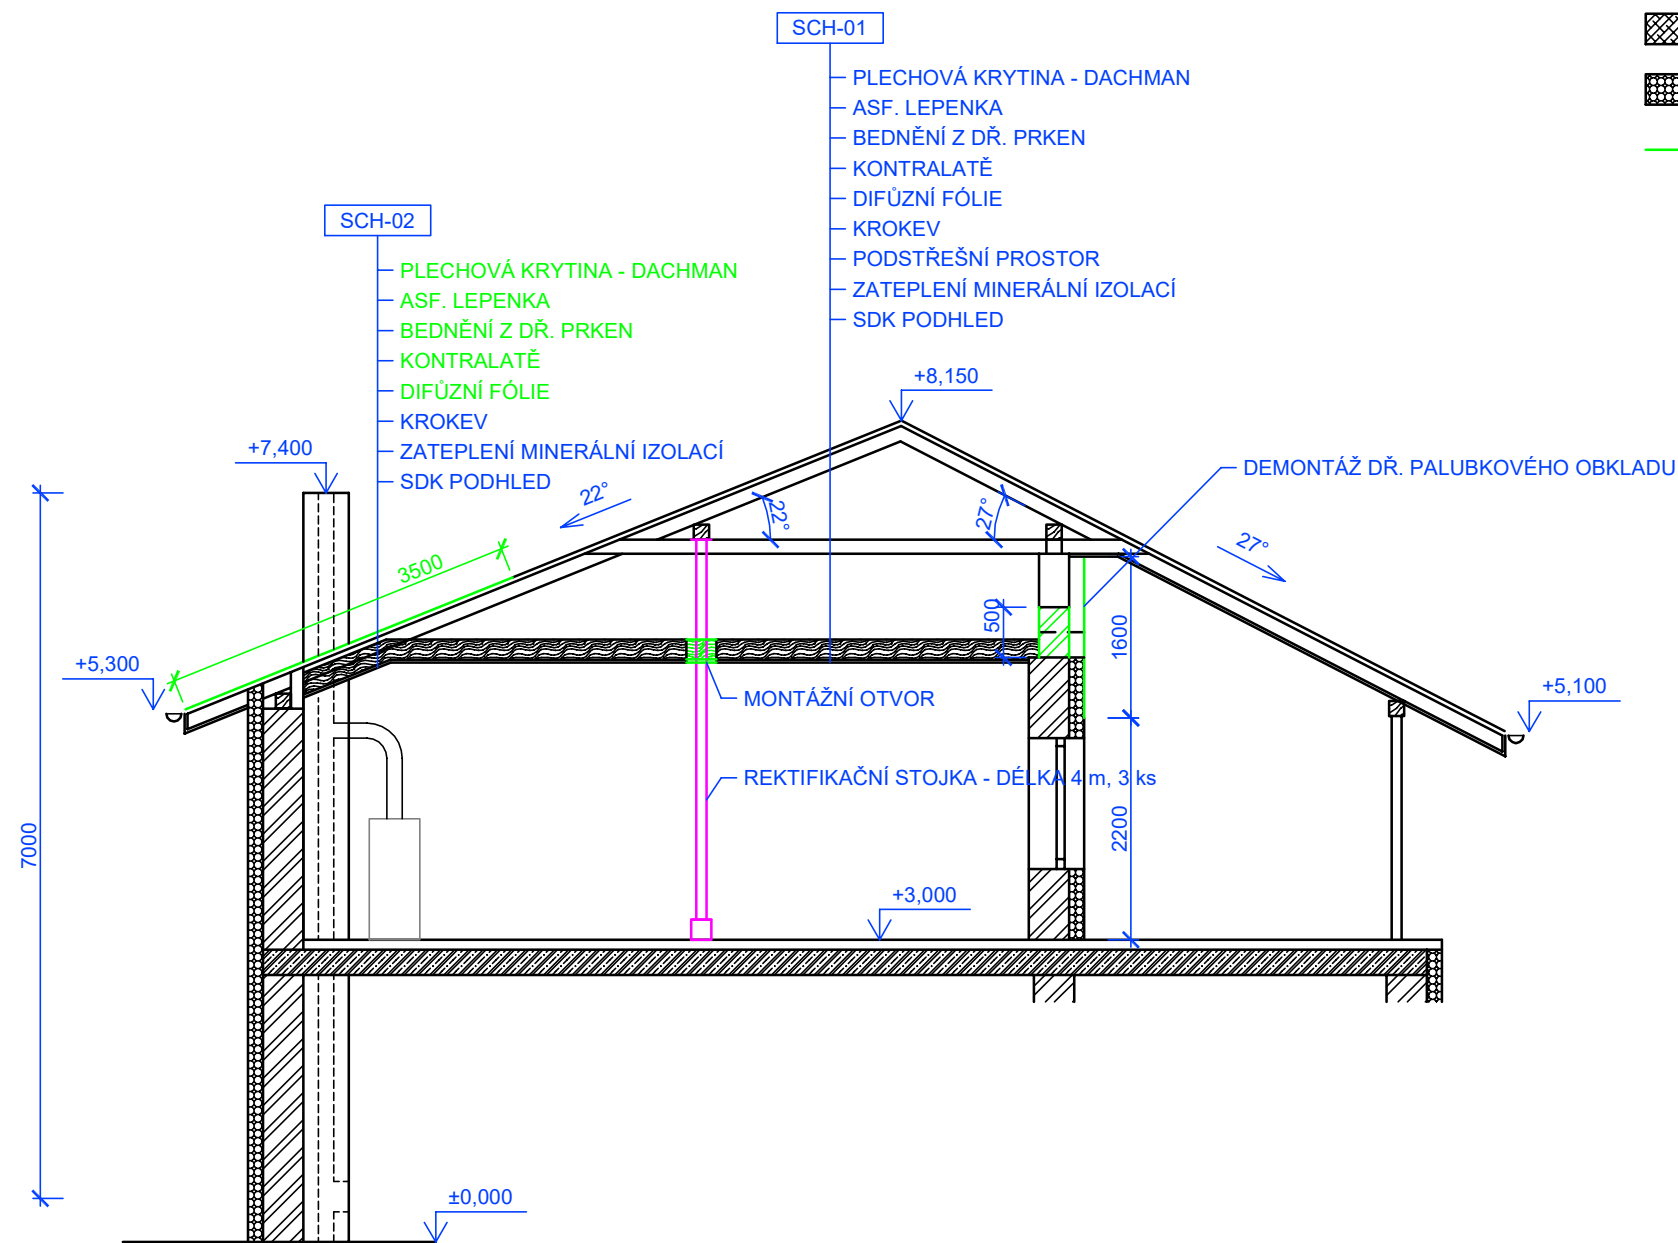 SCH-01
PLECHOVÁ KRYTINA - DACHMAN
ASF. LEPENKA
BEDNĚNÍ Z DŘ. PRKEN
KONTRALATĚ
DIFŮZNÍ FÓLIE
KROKEV
PODSTŘEŠNÍ PROSTOR
ZATEPLENÍ MINERÁLNÍ IZOLACÍ
SDK PODHLED
SCH-02
PLECHOVÁ KRYTINA - DACHMAN
ASF. LEPENKA
BEDNĚNÍ Z DŘ. PRKEN
KONTRALATĚ
DIFŮZNÍ FÓLIE
KROKEV
ZATEPLENÍ MINERÁLNÍ IZOLACÍ
SDK PODHLED
+8,150
+7,400
DEMONTÁŽ DŘ. PALUBKOVÉHO OBKLADU
22°
22°
27°
27°
3500
500
1600
+5,300
+5,100
MONTÁŽNÍ OTVOR
REKTIFIKAČNÍ STOJKA - DÉLKA 4 m, 3 ks
2200
7000
+3,000
±0,000